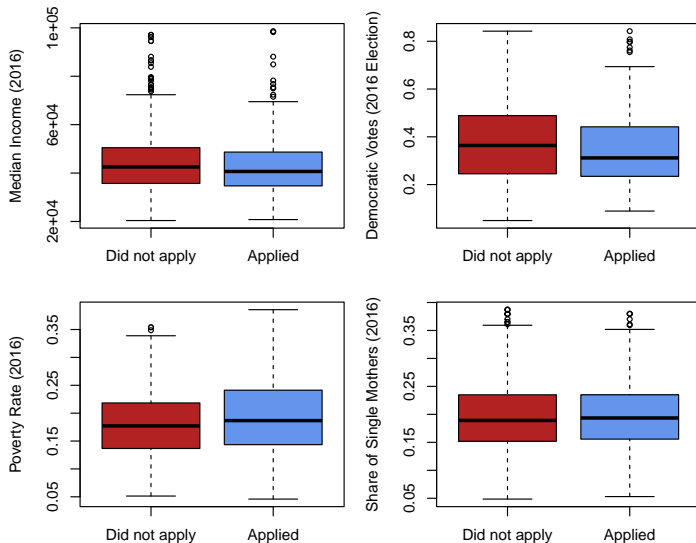 Median Income (2016)
2e+04
6e+04
1e+05
Did not apply
Applied
Democratic Votes (2016 Election)
0.2
0.4
0.6
0.8
Did not apply
Applied
Poverty Rate (2016)
0.05
0.15
0.25
0.35
Did not apply
Applied
Share of Single Mothers (2016)
0.05
0.15
0.25
0.35
Did not apply
Applied